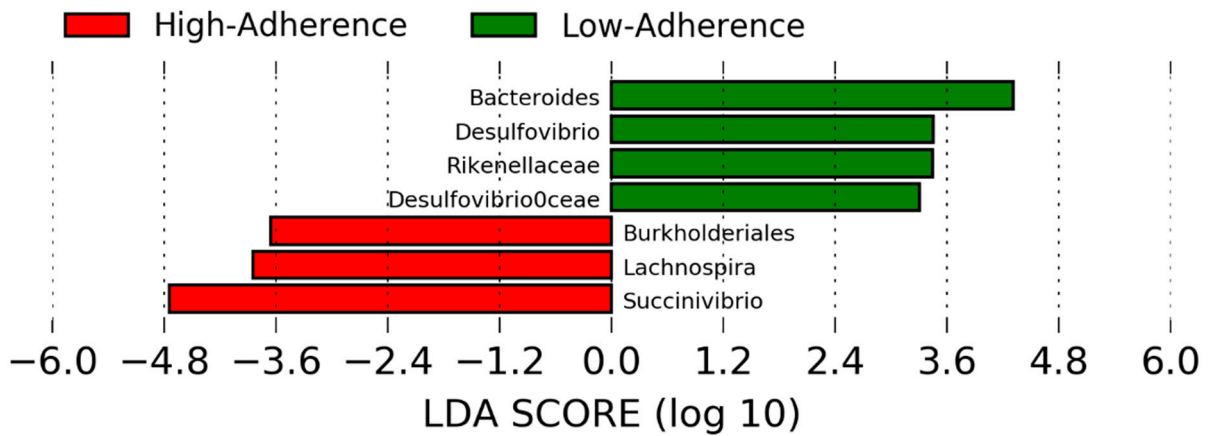 High-Adherence Low-Adherence
Bacteroides
Desulfovibrio
Rikenellaceae
Desulfovibrio0ceae
Burkholderiales
Lachnospira
Succinivibrio
−6.0 −4.8 −3.6 −2.4 −1.2 0.0 1.2 2.4 3.6 4.8 6.0
LDA SCORE (log 10)